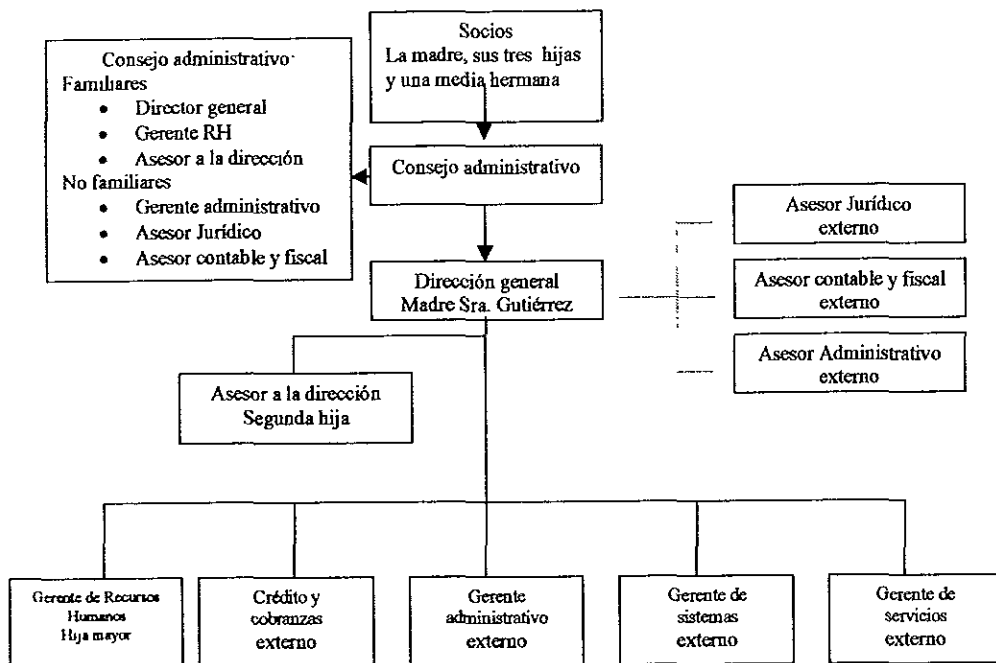 Socios
La madre, sus tres hijas
y una media hermana
Consejo administrativo
Familiares
• Director general
• Gerente RH
• Asesor a la dirección
No familiares
• Gerente administrativo
• Asesor Jurídico
• Asesor contable y fiscal
Consejo administrativo
Dirección general
Madre Sra. Gutiérrez
Asesor Jurídico
externo
Asesor contable y fiscal
externo
Asesor Administrativo
externo
Asesor a la dirección
Segunda hija
Gerente de Recursos
Humanos
Hija mayor
Crédito y
cobranzas
externo
Gerente
administrativo
externo
Gerente de
sistemas
externo
Gerente de
servicios
externo